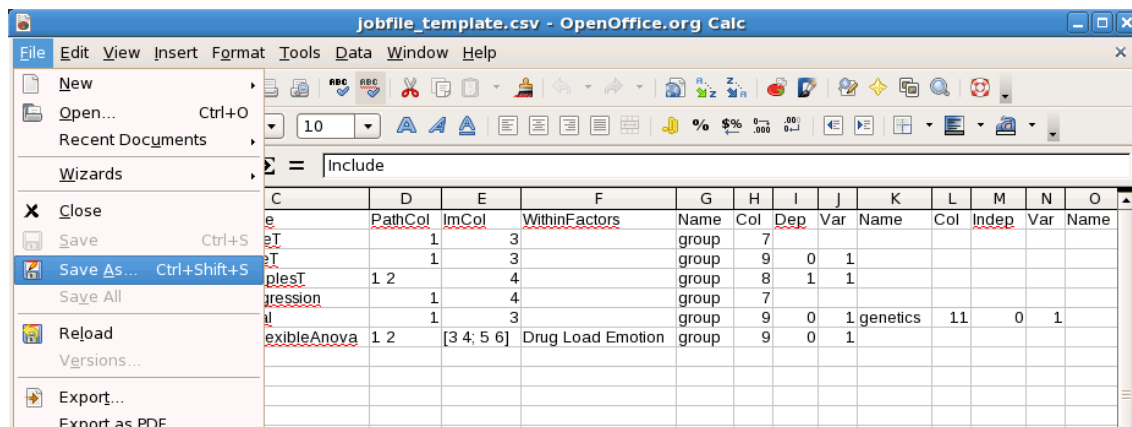 jobfile_template.csv - OpenOffice.org Calc
File Edit View Insert Format Tools Data Window Help
New
Open... Ctrl+O
Recent Documents
Wizards
Close
Save Ctrl+S
Save As... Ctrl+Shift+S
Save All
Reload
Versions...
Export...
Export as PDF
ABC ABC
10
Σ = Include
C D E F G H I J K L M N O
e PathCol ImCol WithinFactors Name Col Dep Var Name Col Indep Var Name
eT 1 3 group 7
eT 1 3 group 9 0 1
plesT 1 2 4 group 8 1 1
gression 1 4 group 7
al 1 3 group 9 0 1 genetics 11 0 1
exibleAnova 1 2 [3 4; 5 6] Drug Load Emotion group 9 0 1